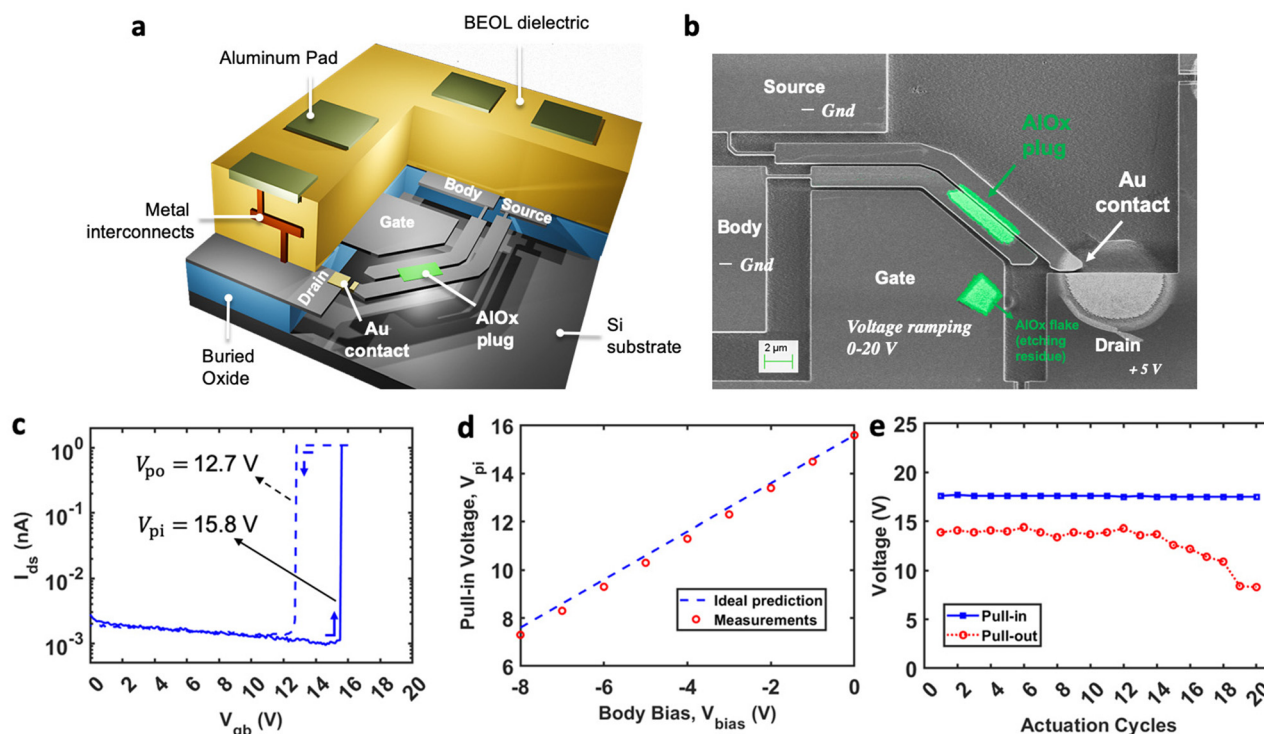 a
BEOL dielectric
Aluminum Pad
Metal
interconnects
Body
Source
Gate
Drain
Au
contact
AlOx
plug
Si
substrate
Buried
Oxide
b
Source
— Gnd
AlOx
plug
Au
contact
Body
— Gnd
Gate
Voltage ramping
0-20 V
AlOx flake
(etching
residue)
Drain
+ 5 V
2 µm
c
V_po = 12.7 V
V_pi = 15.8 V
I_ds (nA)
10^0
10^-1
10^-2
10^-3
0 2 4 6 8 10 12 14 16 18 20
V_gb (V)
d
Pull-in Voltage, V_pi
16
14
12
10
8
6
Ideal prediction
Measurements
-8 -6 -4 -2 0
Body Bias, V_bias (V)
e
Voltage (V)
25
20
15
10
5
0
Pull-in
Pull-out
0 2 4 6 8 10 12 14 16 18 20
Actuation Cycles